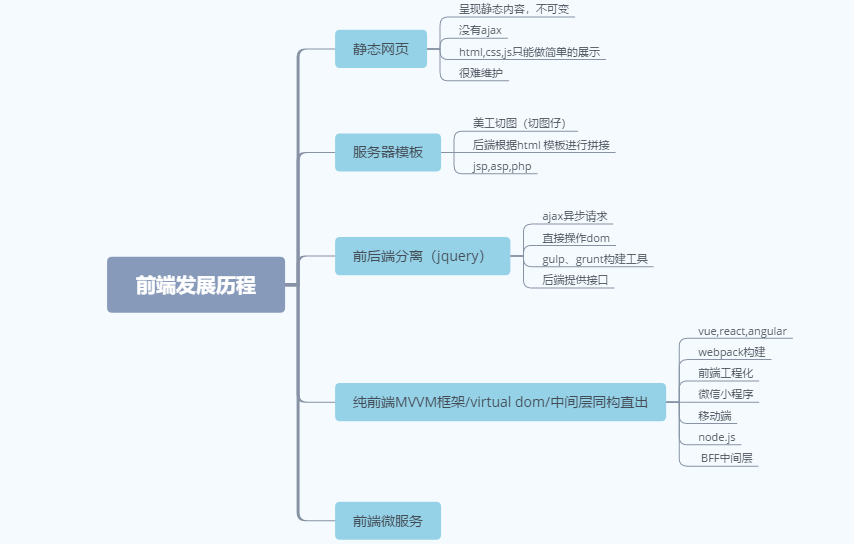 前端发展历程
静态网页
呈现静态内容，不可变
没有ajax
html,css,js只能做简单的展示
很难维护
服务器模板
美工切图（切图仔）
后端根据html 模板进行拼接
jsp,asp,php
前后端分离（jquery）
ajax异步请求
直接操作dom
gulp、grunt构建工具
后端提供接口
纯前端MVVM框架/virtual dom/中间层同构直出
vue,react,angular
webpack构建
前端工程化
微信小程序
移动端
node.js
BFF中间层
前端微服务